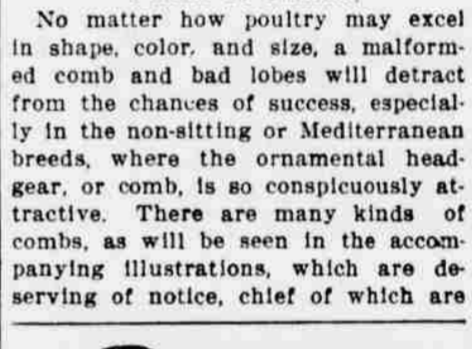 No matter how poultry may excel
in shape, color, and size, a malform-
ed comb and bad lobes will detract
from the chances of success, especial-
ly in the non-sitting or Mediterranean
breeds, where the ornamental head-
gear, or comb, is so conspicuously at-
tractive. There are many kinds of
combs, as will be seen in the accom-
panying illustrations, which are de-
serving of notice, chief of which are